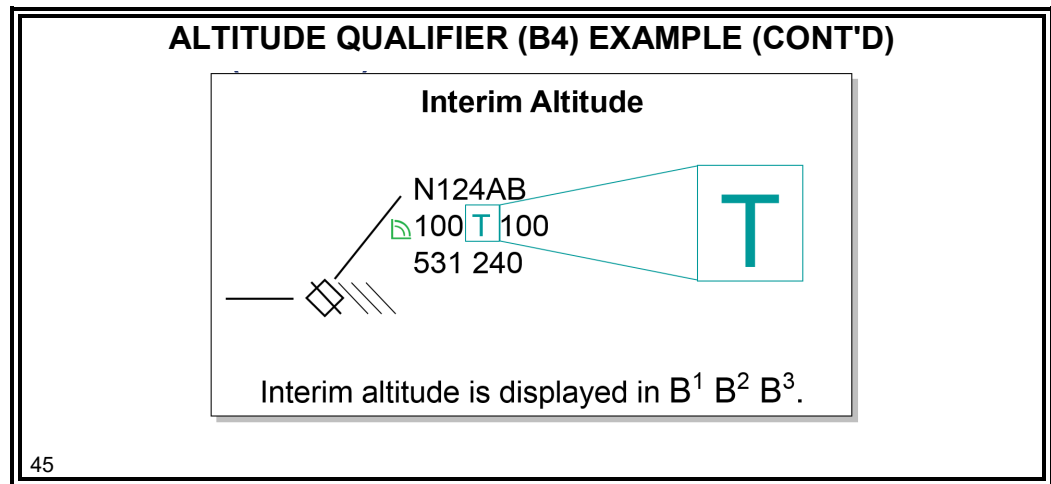 ALTITUDE QUALIFIER (B4) EXAMPLE (CONT'D)
Interim Altitude
N124AB
100 T 100
531 240
T
Interim altitude is displayed in B¹ B² B³.
45